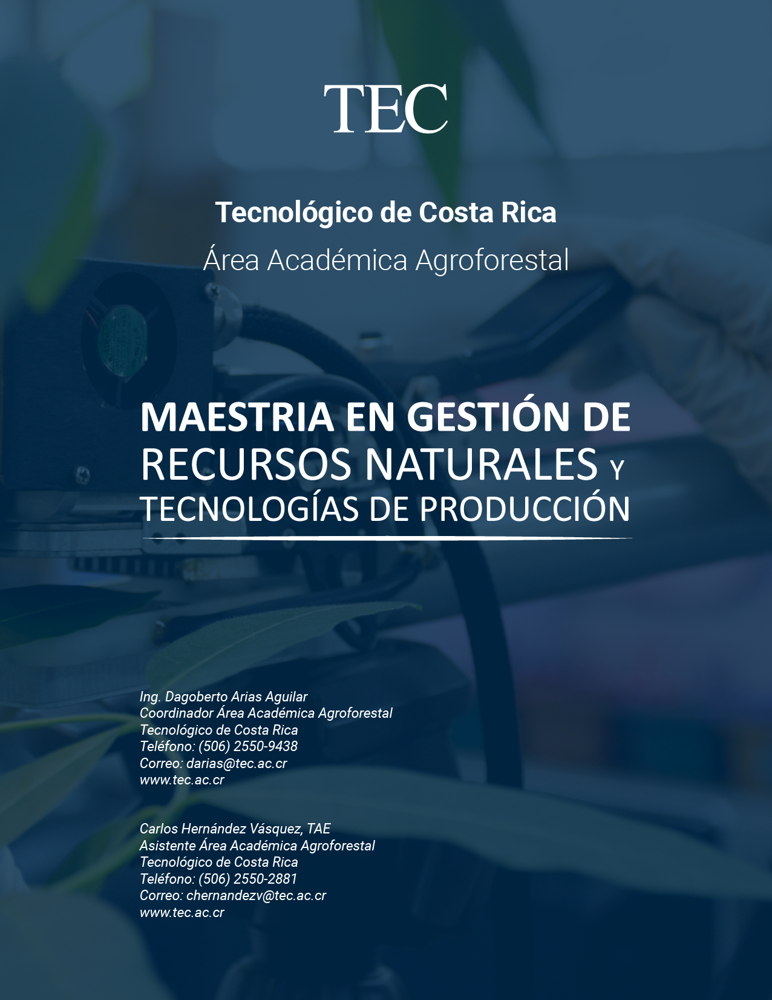 TEC
Tecnológico de Costa Rica
Área Académica Agroforestal
MAESTRIA EN GESTIÓN DE
RECURSOS NATURALES Y
TECNOLOGÍAS DE PRODUCCIÓN
Ing. Dagoberto Arias Aguilar
Coordinador Área Académica Agroforestal
Tecnológico de Costa Rica
Teléfono: (506) 2550-9438
Correo: darias@tec.ac.cr
www.tec.ac.cr
Carlos Hernández Vásquez, TAE
Asistente Área Académica Agroforestal
Tecnológico de Costa Rica
Teléfono: (506) 2550-2881
Correo: chernandezv@tec.ac.cr
www.tec.ac.cr